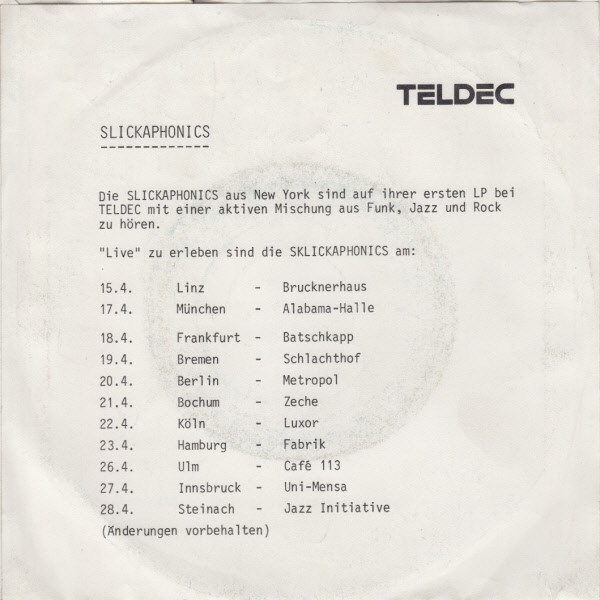 TELDEC
SLICKAPHONICS
-------------
Die SLICKAPHONICS aus New York sind auf ihrer ersten LP bei
TELDEC mit einer aktiven Mischung aus Funk, Jazz und Rock
zu hören.
"Live" zu erleben sind die SKLICKAPHONICS am:
15.4. Linz - Brucknerhaus
17.4. München - Alabama-Halle
18.4. Frankfurt - Batschkapp
19.4. Bremen - Schlachthof
20.4. Berlin - Metropol
21.4. Bochum - Zeche
22.4. Köln - Luxor
23.4. Hamburg - Fabrik
26.4. Ulm - Café 113
27.4. Innsbruck - Uni-Mensa
28.4. Steinach - Jazz Initiative
(Änderungen vorbehalten)